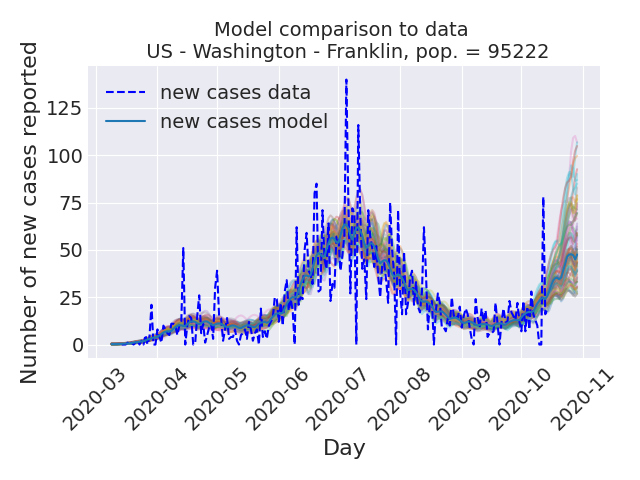 Model comparison to data
US - Washington - Franklin, pop. = 95222
Number of new cases reported
new cases data
new cases model
125
100
75
50
25
0
2020-03
2020-04
2020-05
2020-06
2020-07
2020-08
2020-09
2020-10
2020-11
Day